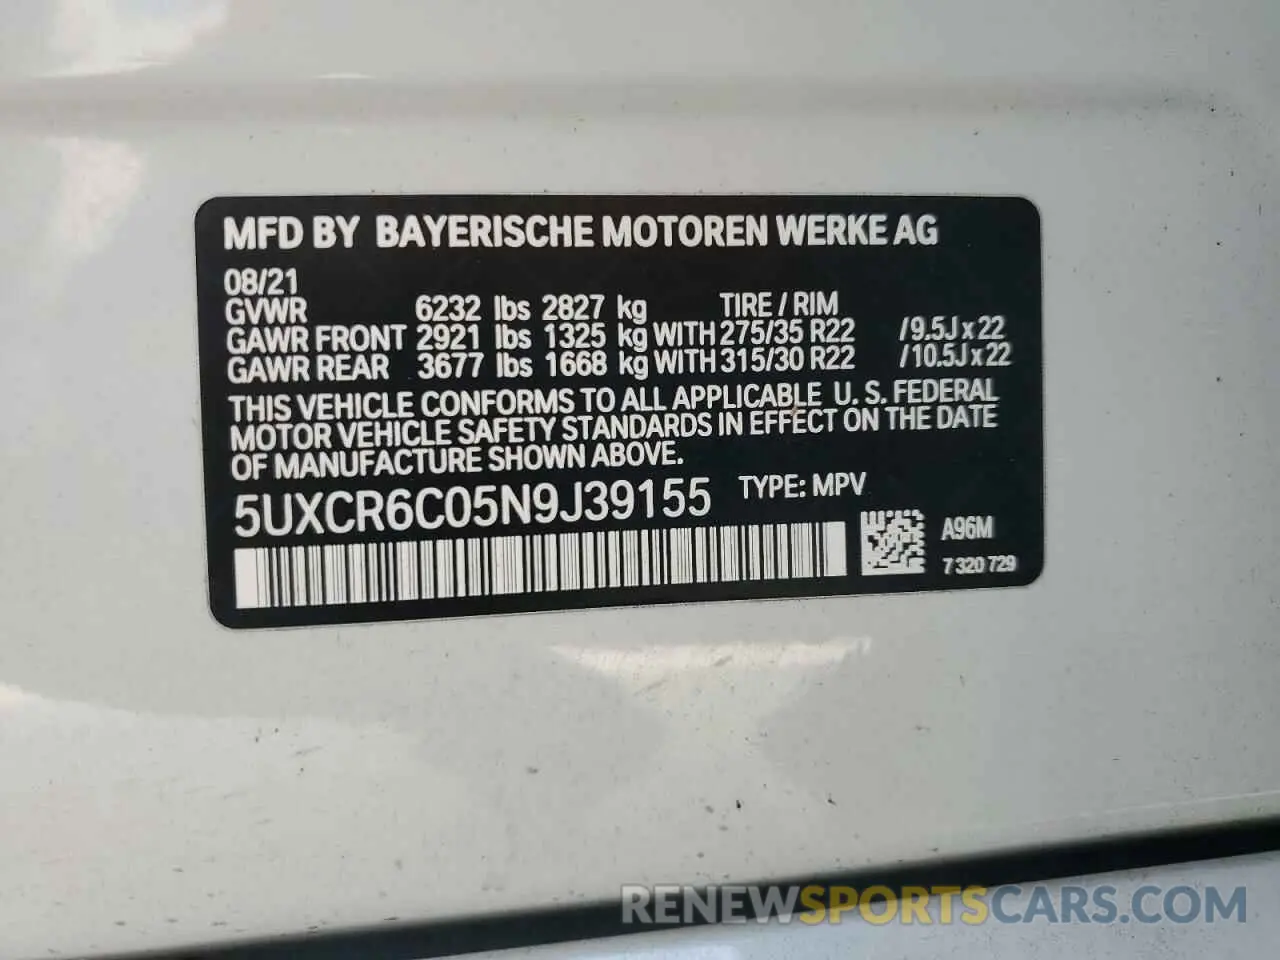 MFD BY BAYERISCHE MOTOREN WERKE AG
08/21
GVWR 6232 lbs 2827 kg TIRE / RIM
GAWR FRONT 2921 lbs 1325 kg WITH 275/35 R22 /9.5J x 22
GAWR REAR 3677 lbs 1668 kg WITH 315/30 R22 /10.5J x 22
THIS VEHICLE CONFORMS TO ALL APPLICABLE U. S. FEDERAL
MOTOR VEHICLE SAFETY STANDARDS IN EFFECT ON THE DATE
OF MANUFACTURE SHOWN ABOVE.
5UXCR6C05N9J39155 TYPE: MPV
A96M
7 320 729
RENEWSPORTSCARS.COM